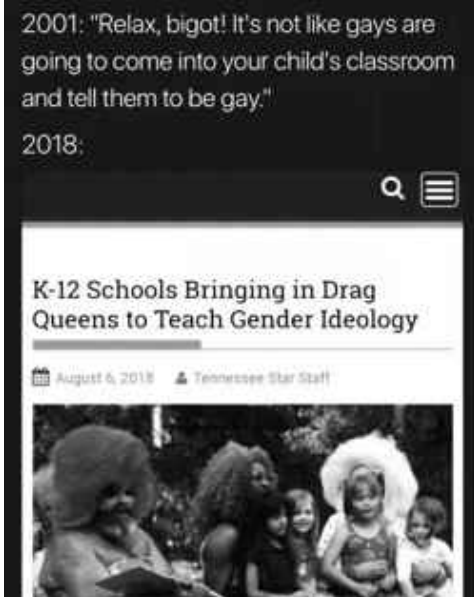 2001: "Relax, bigot! It's not like gays are
going to come into your child's classroom
and tell them to be gay."
2018:
K-12 Schools Bringing in Drag
Queens to Teach Gender Ideology
August 6, 2018 Tennessee Star Staff